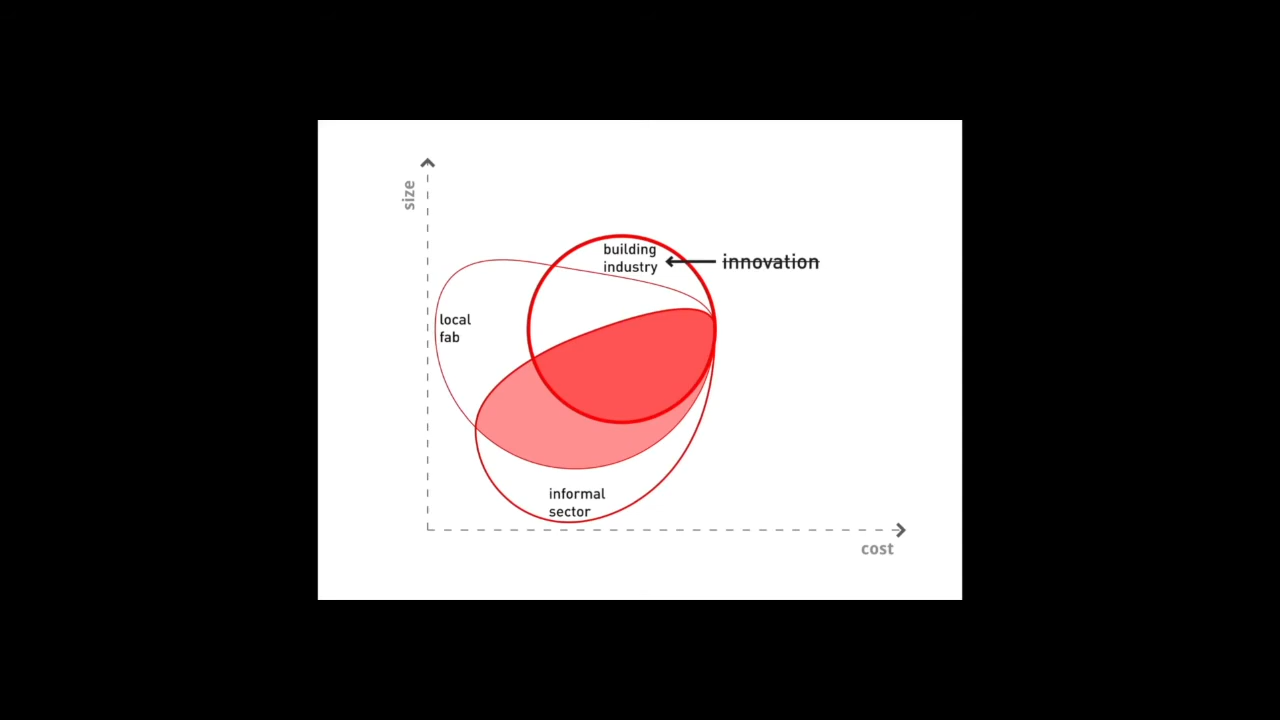 size
building
industry
innovation
local
fab
informal
sector
cost